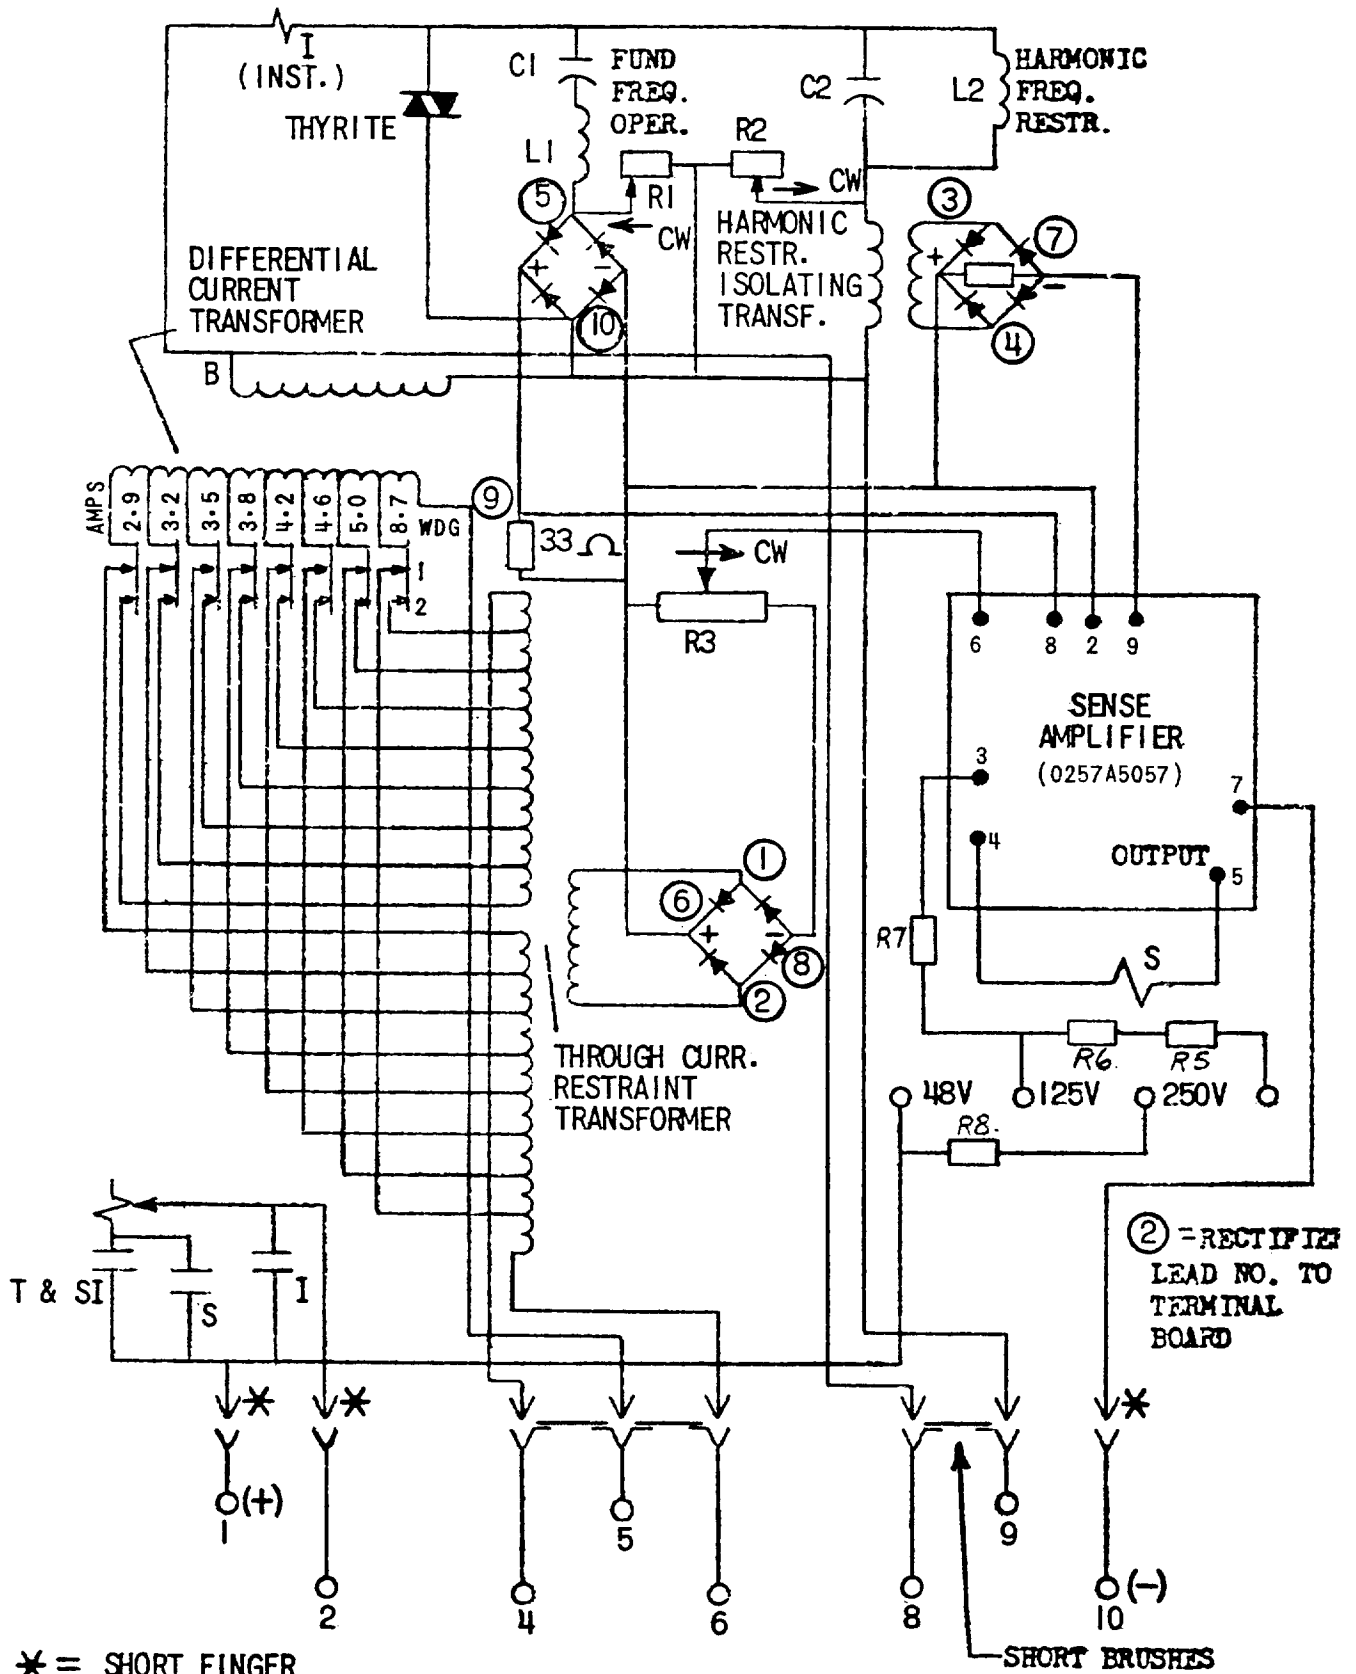 I
(INST.)
C1
FUND
FREQ.
OPER.
C2
L2
HARMONIC
FREQ.
RESTR.
THYRITE
L1
R2
CW
R1
CW
5
3
7
HARMONIC
RESTR.
ISOLATING
TRANSF.
+
-
+
-
10
4
DIFFERENTIAL
CURRENT
TRANSFORMER
B
AMPS
2.9
3.2
3.5
3.8
4.2
4.6
5.0
8.7
WDG
1
2
9
33 Ω
CW
R3
6
8
2
9
SENSE
AMPLIFIER
(0257A5057)
3
7
4
OUTPUT
5
1
6
+
-
8
2
R7
S
THROUGH CURR.
RESTRAINT
TRANSFORMER
R6.
R5
48V
125V
250V
R8.
T & SI
S
I
2 =RECTIFIER
LEAD NO. TO
TERMINAL
BOARD
*
*
*
(+)
1
2
4
5
6
8
9
10
(-)
* = SHORT FINGER
SHORT BRUSHES